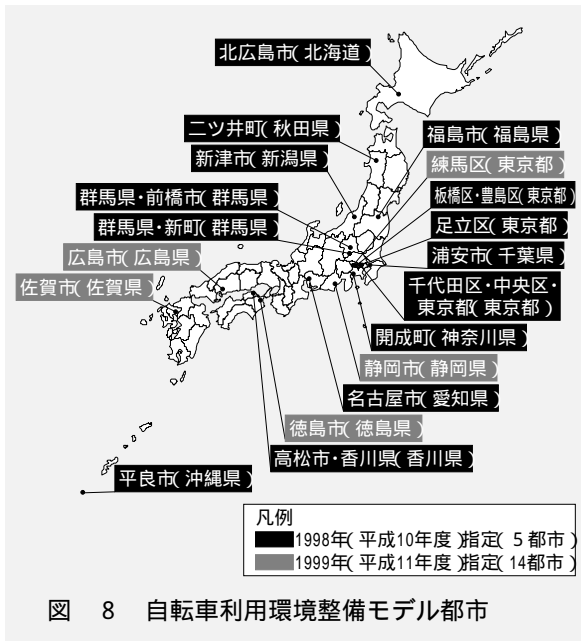 北広島市(北海道)
二ツ井町(秋田県)
新津市(新潟県)
群馬県・前橋市(群馬県)
群馬県・新町(群馬県)
広島市(広島県)
佐賀市(佐賀県)
福島市(福島県)
練馬区(東京都)
板橋区・豊島区(東京都)
足立区(東京都)
浦安市(千葉県)
千代田区・中央区・
東京都(東京都)
開成町(神奈川県)
静岡市(静岡県)
名古屋市(愛知県)
徳島市(徳島県)
高松市・香川県(香川県)
平良市(沖縄県)
凡例
1998年(平成10年度)指定(5都市)
1999年(平成11年度)指定(14都市)
図 8 自転車利用環境整備モデル都市